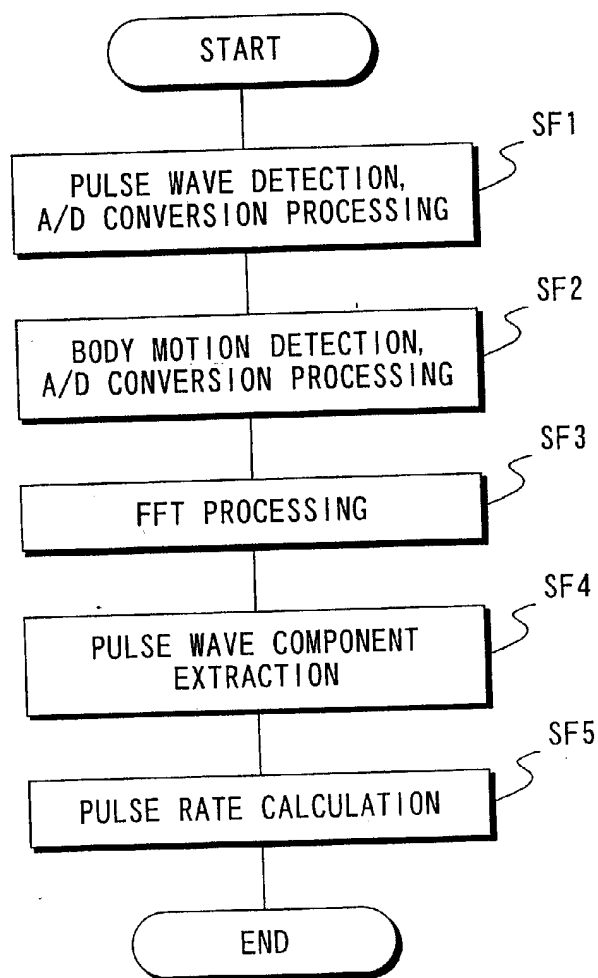 START
SF1
PULSE WAVE DETECTION,
A/D CONVERSION PROCESSING
SF2
BODY MOTION DETECTION,
A/D CONVERSION PROCESSING
SF3
FFT PROCESSING
SF4
PULSE WAVE COMPONENT
EXTRACTION
SF5
PULSE RATE CALCULATION
END